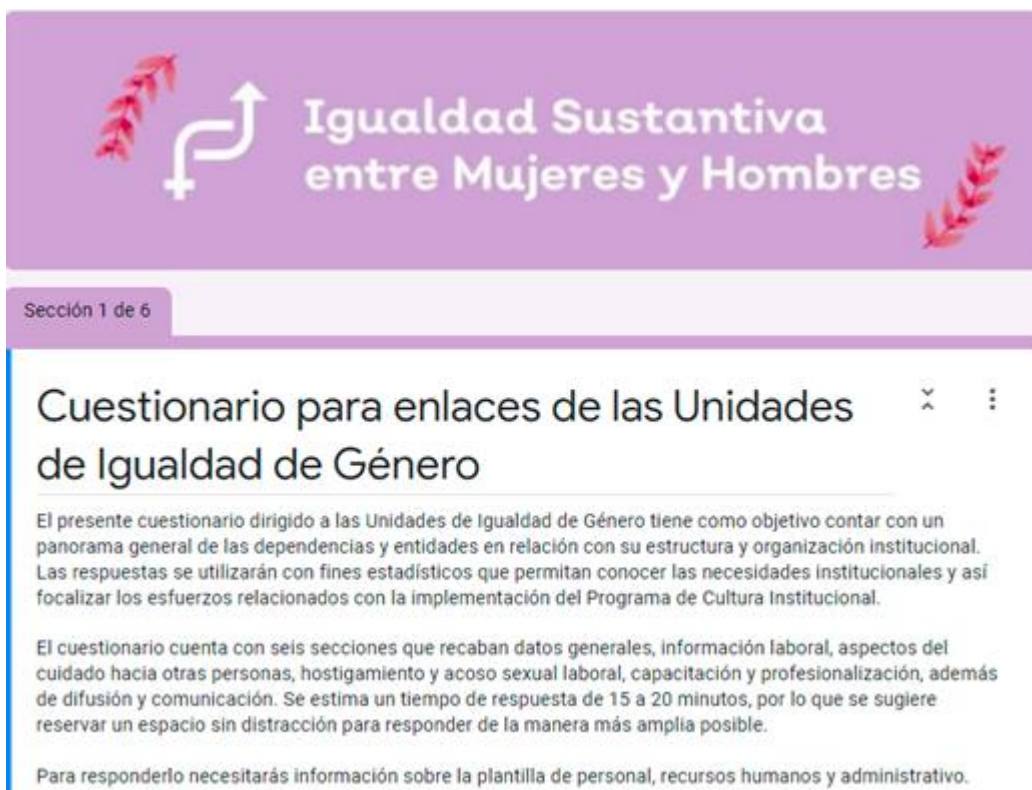 Igualdad Sustantiva
entre Mujeres y Hombres
Sección 1 de 6
Cuestionario para enlaces de las Unidades
de Igualdad de Género
El presente cuestionario dirigido a las Unidades de Igualdad de Género tiene como objetivo contar con un
panorama general de las dependencias y entidades en relación con su estructura y organización institucional.
Las respuestas se utilizarán con fines estadísticos que permitan conocer las necesidades institucionales y así
focalizar los esfuerzos relacionados con la implementación del Programa de Cultura Institucional.
El cuestionario cuenta con seis secciones que recaban datos generales, información laboral, aspectos del
cuidado hacia otras personas, hostigamiento y acoso sexual laboral, capacitación y profesionalización, además
de difusión y comunicación. Se estima un tiempo de respuesta de 15 a 20 minutos, por lo que se sugiere
reservar un espacio sin distracción para responder de la manera más amplia posible.
Para responderlo necesitarás información sobre la plantilla de personal, recursos humanos y administrativo.